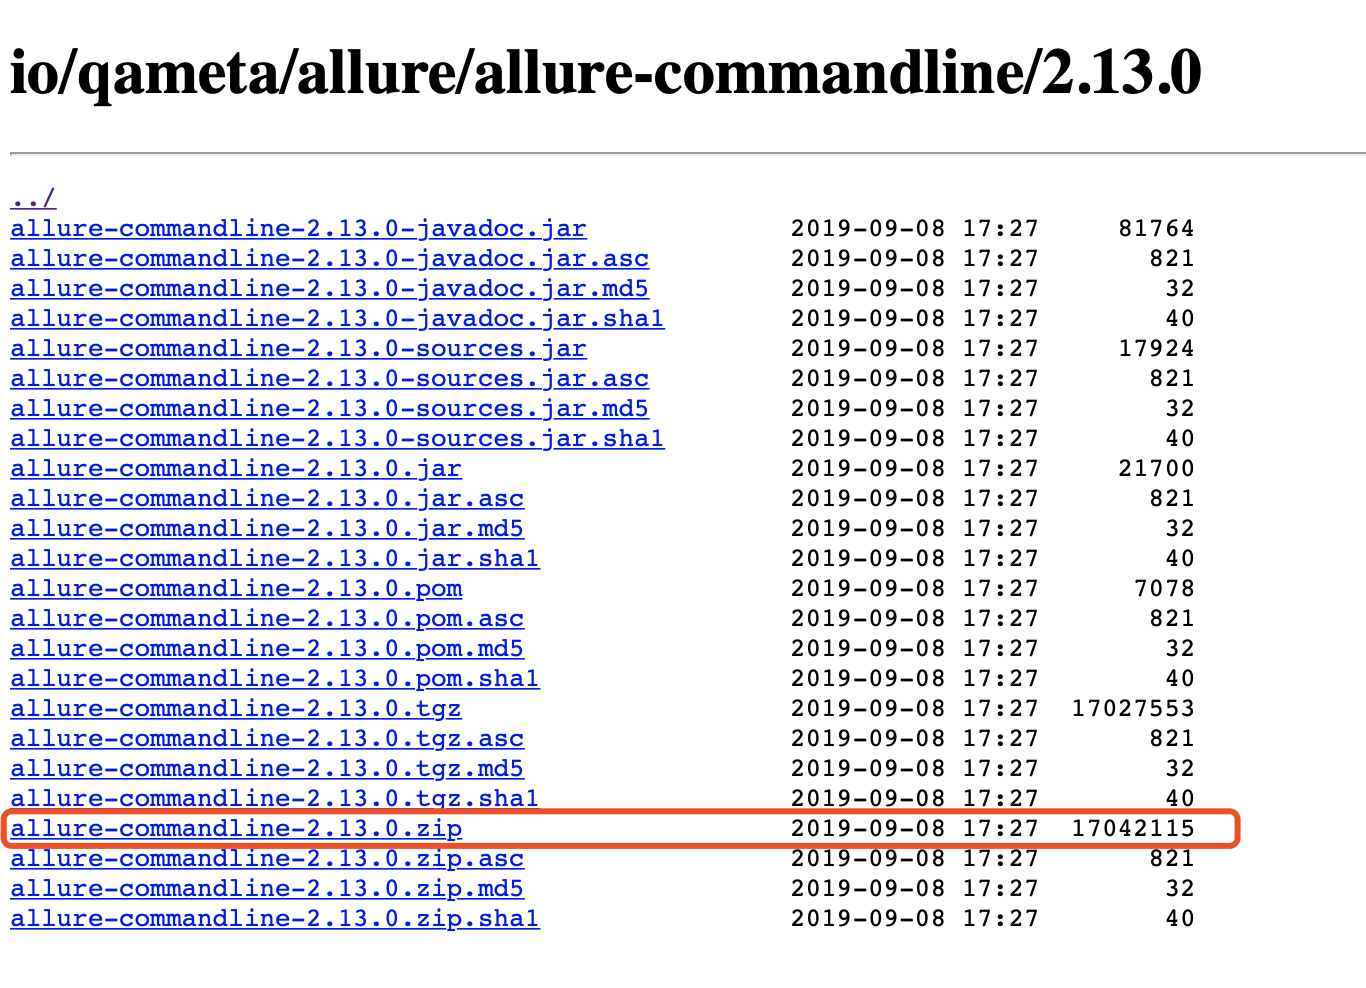 io/qameta/allure/allure-commandline/2.13.0
../
allure-commandline-2.13.0-javadoc.jar 2019-09-08 17:27 81764
allure-commandline-2.13.0-javadoc.jar.asc 2019-09-08 17:27 821
allure-commandline-2.13.0-javadoc.jar.md5 2019-09-08 17:27 32
allure-commandline-2.13.0-javadoc.jar.sha1 2019-09-08 17:27 40
allure-commandline-2.13.0-sources.jar 2019-09-08 17:27 17924
allure-commandline-2.13.0-sources.jar.asc 2019-09-08 17:27 821
allure-commandline-2.13.0-sources.jar.md5 2019-09-08 17:27 32
allure-commandline-2.13.0-sources.jar.sha1 2019-09-08 17:27 40
allure-commandline-2.13.0.jar 2019-09-08 17:27 21700
allure-commandline-2.13.0.jar.asc 2019-09-08 17:27 821
allure-commandline-2.13.0.jar.md5 2019-09-08 17:27 32
allure-commandline-2.13.0.jar.sha1 2019-09-08 17:27 40
allure-commandline-2.13.0.pom 2019-09-08 17:27 7078
allure-commandline-2.13.0.pom.asc 2019-09-08 17:27 821
allure-commandline-2.13.0.pom.md5 2019-09-08 17:27 32
allure-commandline-2.13.0.pom.sha1 2019-09-08 17:27 40
allure-commandline-2.13.0.tgz 2019-09-08 17:27 17027553
allure-commandline-2.13.0.tgz.asc 2019-09-08 17:27 821
allure-commandline-2.13.0.tgz.md5 2019-09-08 17:27 32
allure-commandline-2.13.0.tgz.sha1 2019-09-08 17:27 40
allure-commandline-2.13.0.zip 2019-09-08 17:27 17042115
allure-commandline-2.13.0.zip.asc 2019-09-08 17:27 821
allure-commandline-2.13.0.zip.md5 2019-09-08 17:27 32
allure-commandline-2.13.0.zip.sha1 2019-09-08 17:27 40